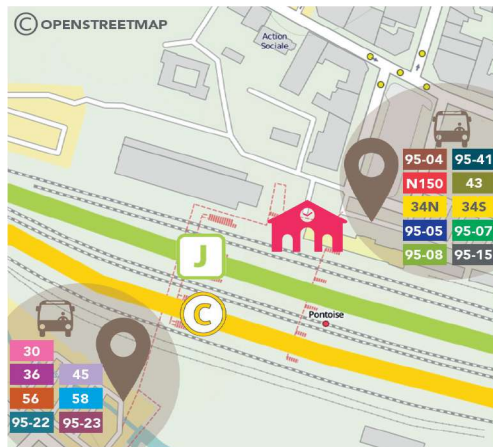 © OPENSTREETMAP
Action
Sociale
95-04 95-41
N150 43
34N 34S
95-05 95-07
95-08 95-15
J
C
Pontoise
30
36 45
56 58
95-22 95-23